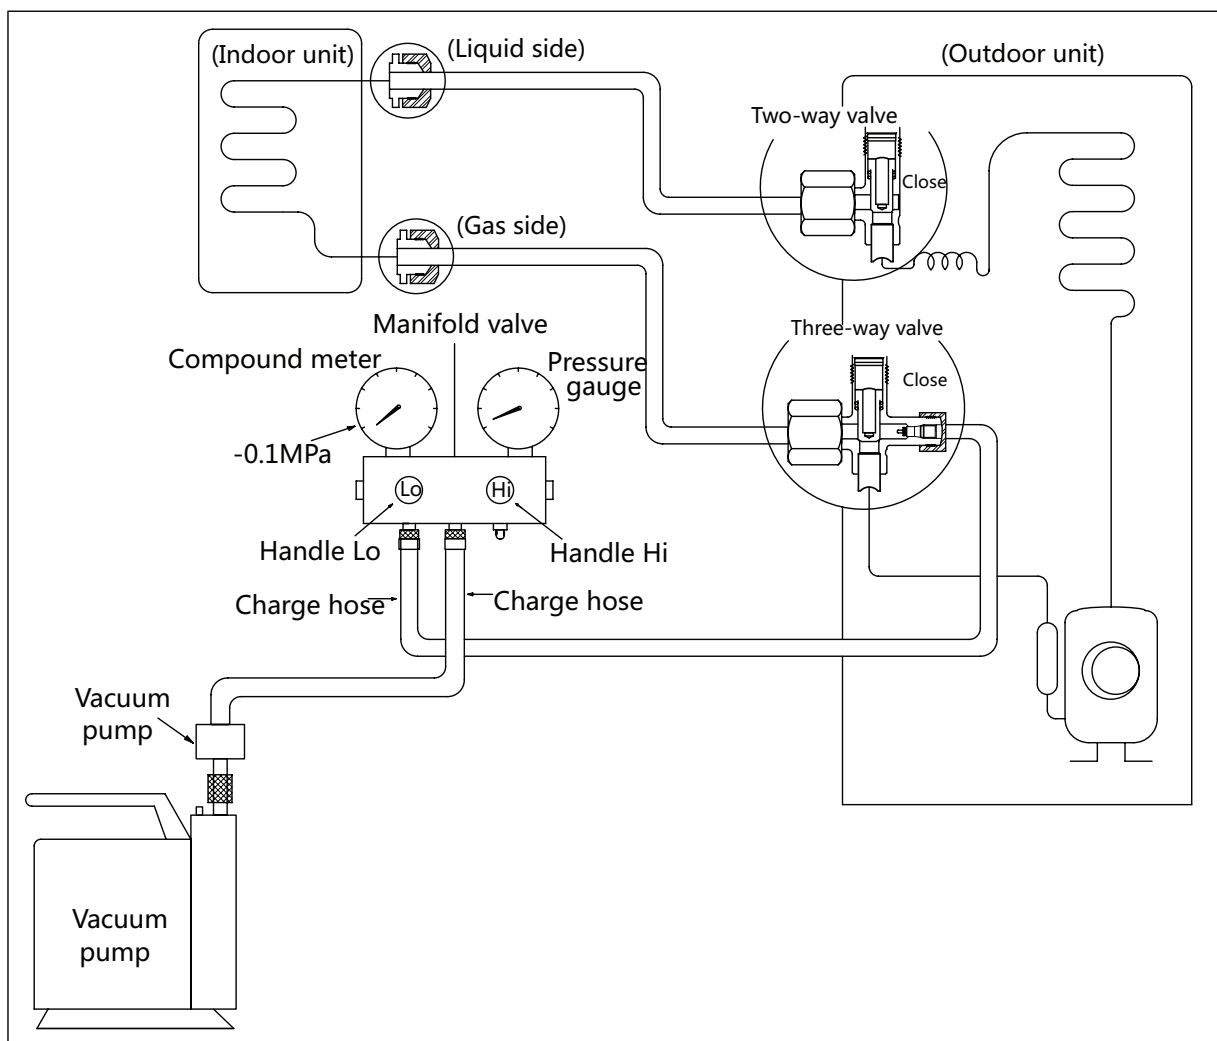 (Indoor unit)
(Liquid side)
(Outdoor unit)
Two-way valve
Close
(Gas side)
Manifold valve
Three-way valve
Compound meter
Pressure
gauge
Close
-0.1MPa
Lo
Hi
Handle Lo
Handle Hi
Charge hose
Charge hose
Vacuum
pump
Vacuum
pump